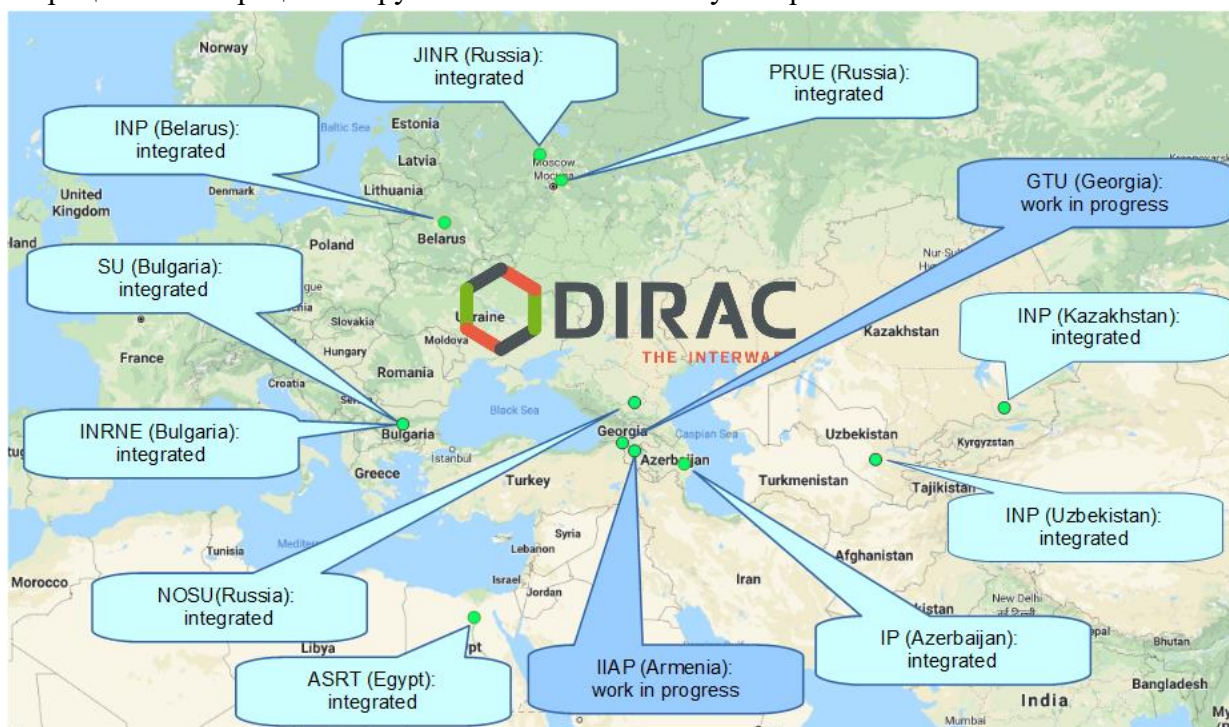 Norway
JINR (Russia):
integrated
PRUE (Russia):
integrated
INP (Belarus):
integrated
Baltic Sea
Estonia
Latvia
Moscow
Lithuania
Denmark
United
Kingdom
GTU (Georgia):
work in progress
Belarus
Poland
SU (Bulgaria):
integrated
DIRAC
THE INTERWA
Slovakia
Ukraine
Moldova
Kazakhstan
INP (Kazakhstan):
integrated
France
Hungary
Romania
Croatia
Black Sea
INRNE (Bulgaria):
integrated
Bulgaria
Istanbul
Georgia
Caspian Sea
Azerbaijan
Uzbekistan
Kyrgyzstan
Greece
Turkey
Turkmenistan
Tajikistan
INP (Uzbekistan):
integrated
Tunisia
Syria
Lebanon
Afghanistan
Morocco
Israel
Jordan
Iran
New Delhi
NOSU(Russia):
integrated
Libya
ASRT (Egypt):
integrated
IIAP (Armenia):
work in progress
IP (Azerbaijan):
integrated
Bhutan
Bangladesh
India
Mumbai